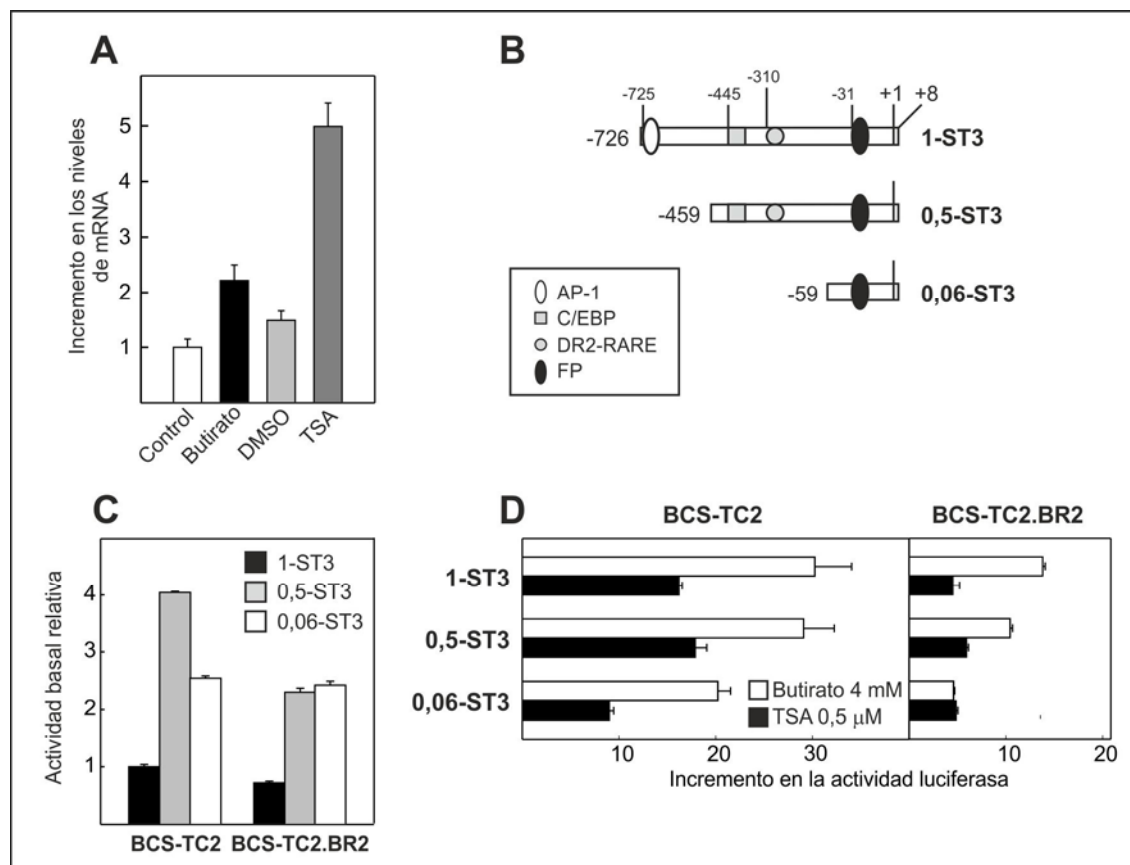 A
Incremento en los niveles
de mRNA
5
4
3
2
1
Control
Butirato
DMSO
TSA
B
-725
-445
-310
-31
+1
+8
-726
1-ST3
-459
0,5-ST3
-59
0,06-ST3
AP-1
C/EBP
DR2-RARE
FP
C
Actividad basal relativa
4
3
2
1
1-ST3
0,5-ST3
0,06-ST3
BCS-TC2
BCS-TC2.BR2
D
BCS-TC2
BCS-TC2.BR2
1-ST3
0,5-ST3
0,06-ST3
Butirato 4 mM
TSA 0,5 μM
10
20
30
10
20
Incremento en la actividad luciferasa